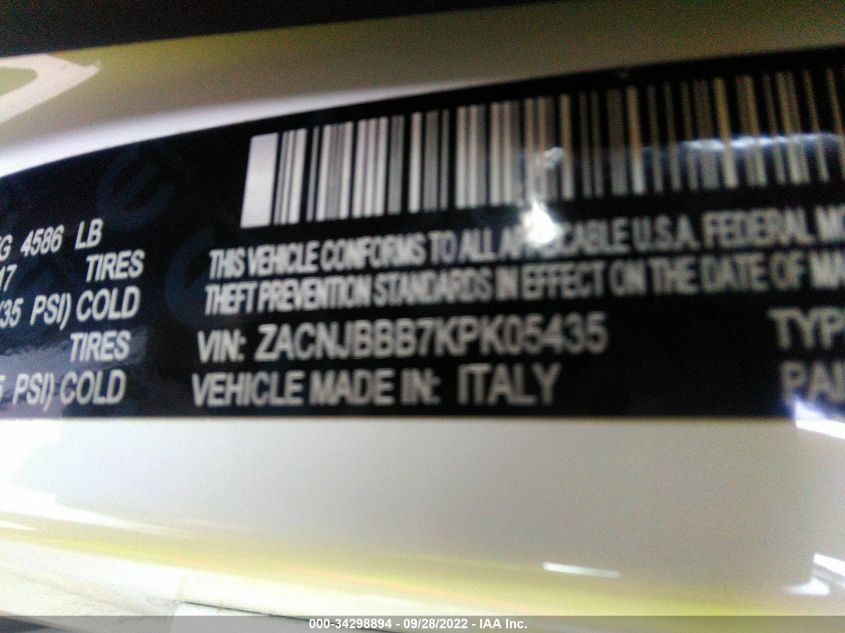 G 4586 LB
17 TIRES
35 PSI) COLD
TIRES
PSI) COLD
THIS VEHICLE CONFORMS TO ALL APPLICABLE U.S.A. FEDERAL MO
THEFT PREVENTION STANDARDS IN EFFECT ON THE DATE OF MA
VIN: ZACNJBBB7KPK05435
TYP
VEHICLE MADE IN: ITALY
PAI
000-34298894 - 09/28/2022 - IAA Inc.